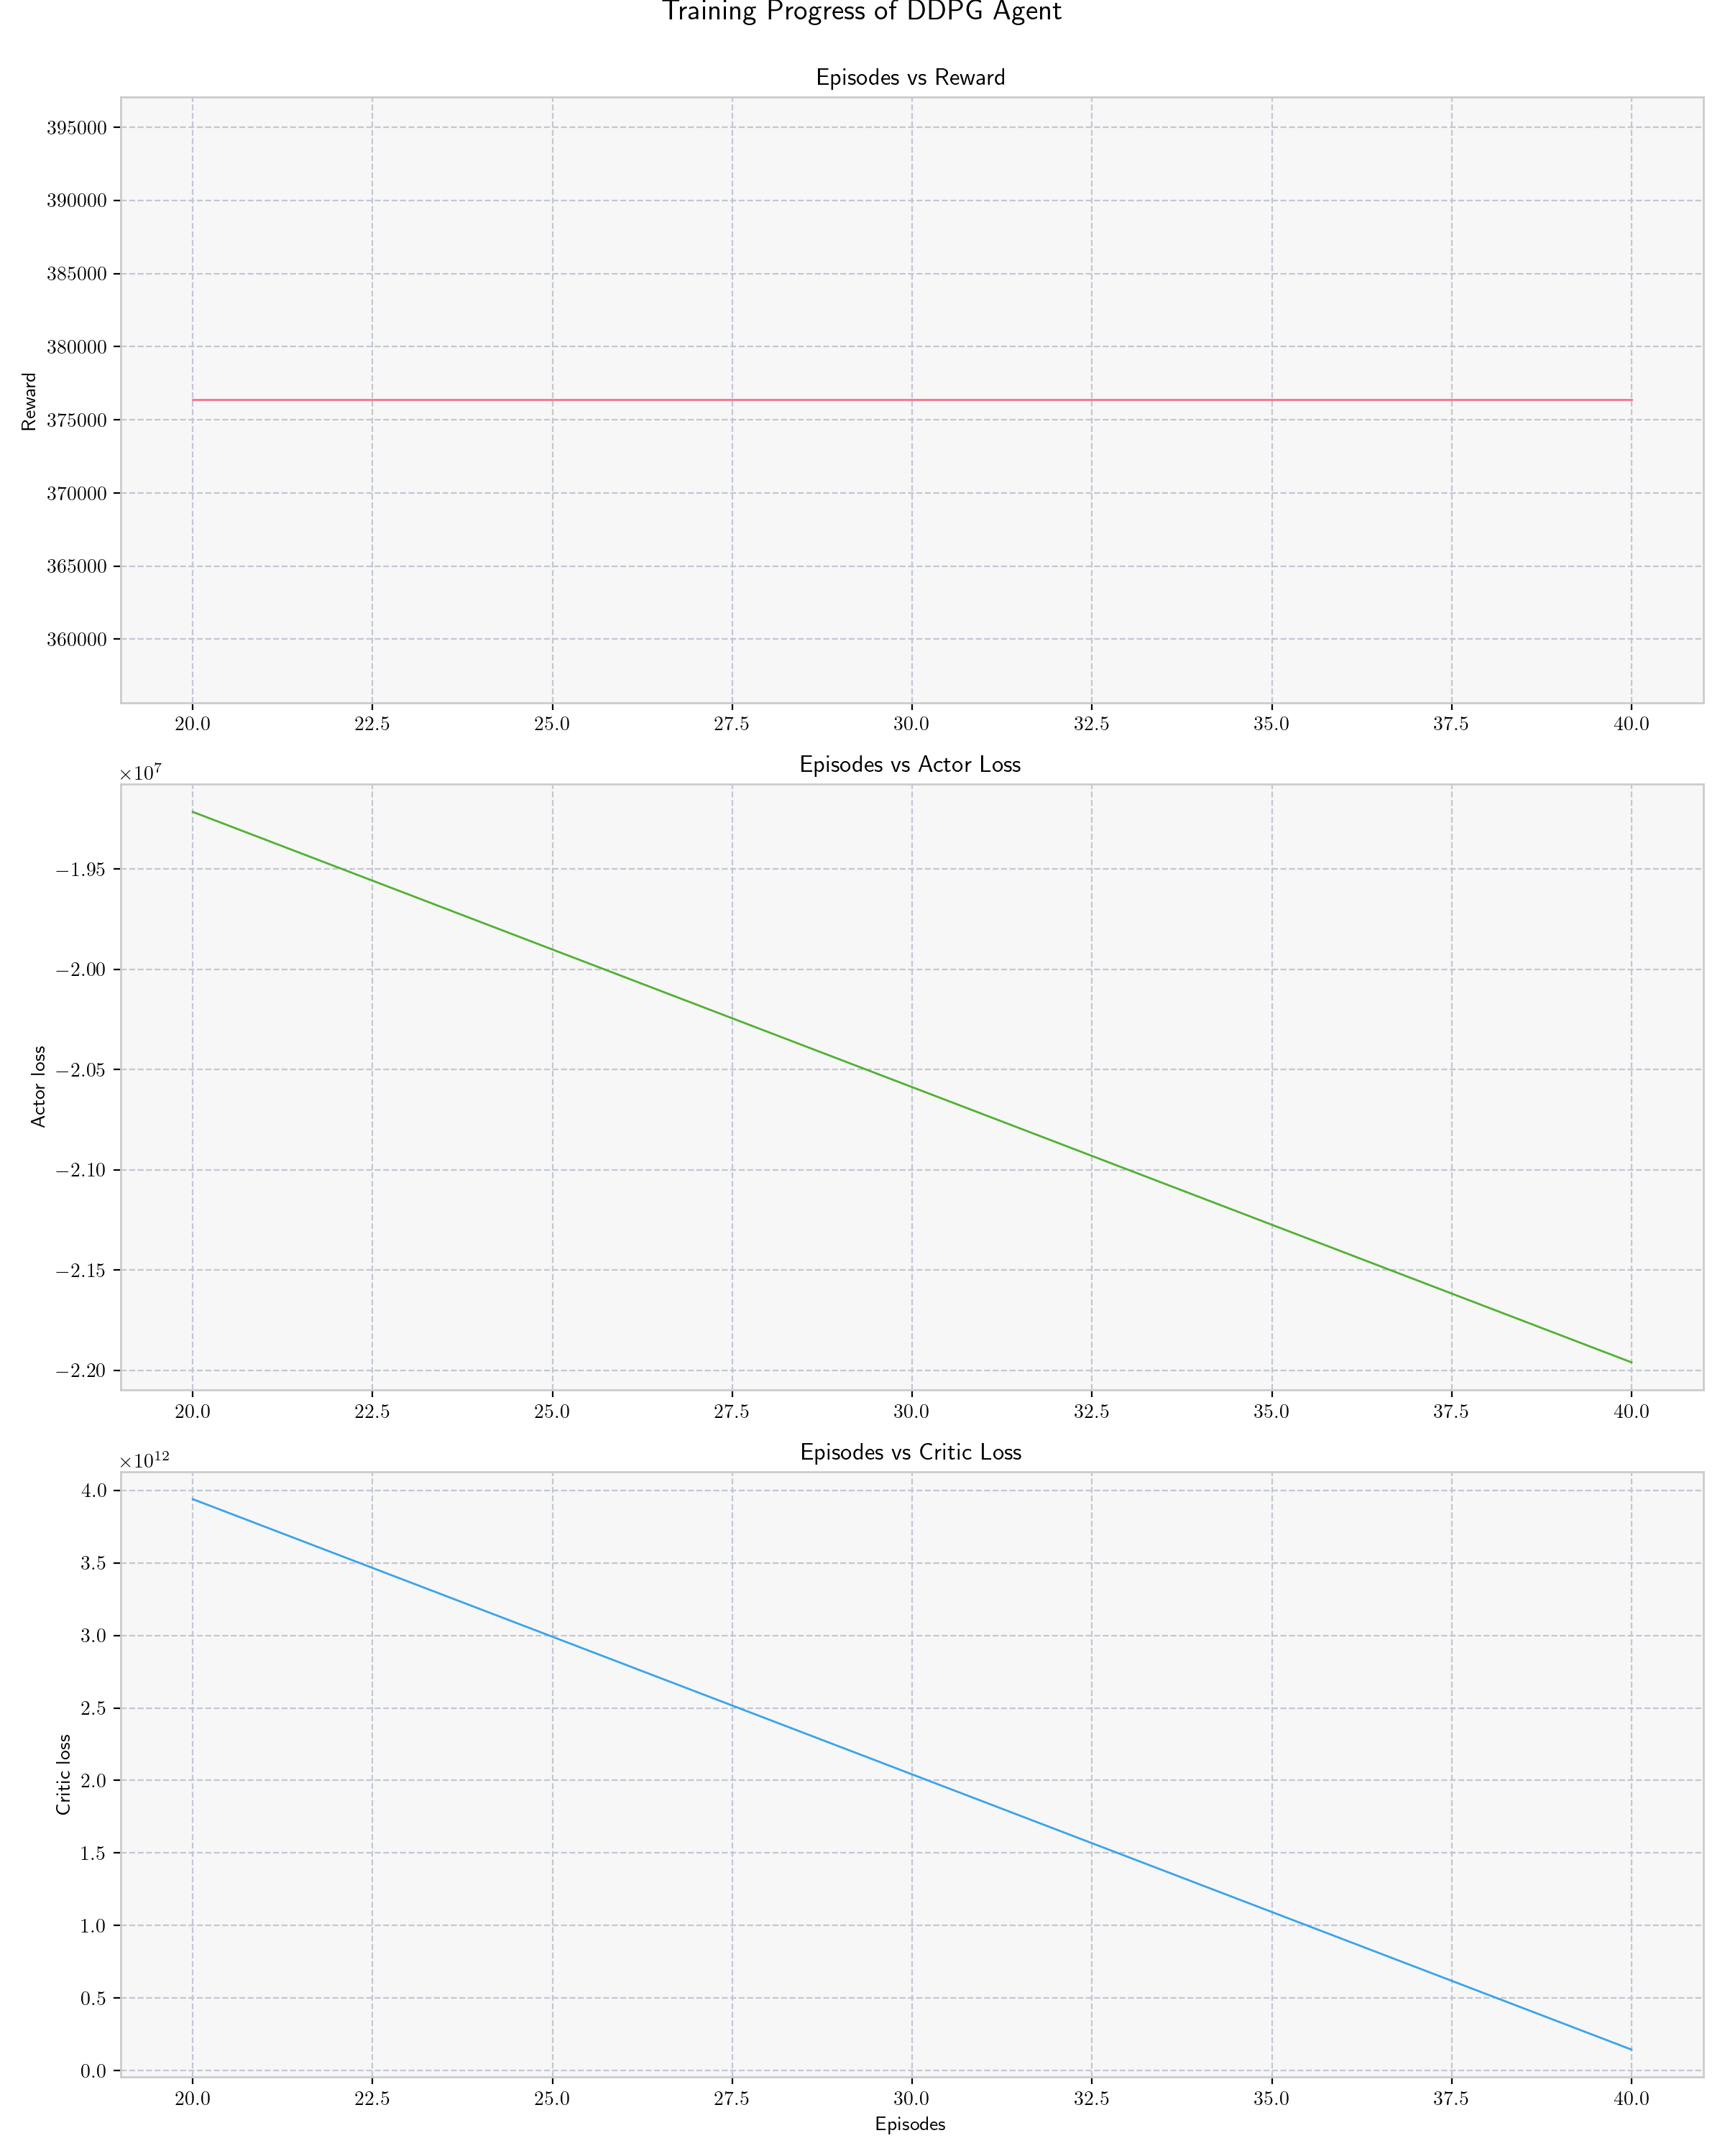 Training Progress of DDPG Agent
Episodes vs Reward
395000
390000
385000
380000
375000
370000
365000
360000
Reward
20.0 22.5 25.0 27.5 30.0 32.5 35.0 37.5 40.0
Episodes vs Actor Loss
×10⁷
−1.95
−2.00
−2.05
−2.10
−2.15
−2.20
Actor loss
20.0 22.5 25.0 27.5 30.0 32.5 35.0 37.5 40.0
Episodes vs Critic Loss
×10¹²
4.0
3.5
3.0
2.5
2.0
1.5
1.0
0.5
0.0
Critic loss
20.0 22.5 25.0 27.5 30.0 32.5 35.0 37.5 40.0
Episodes